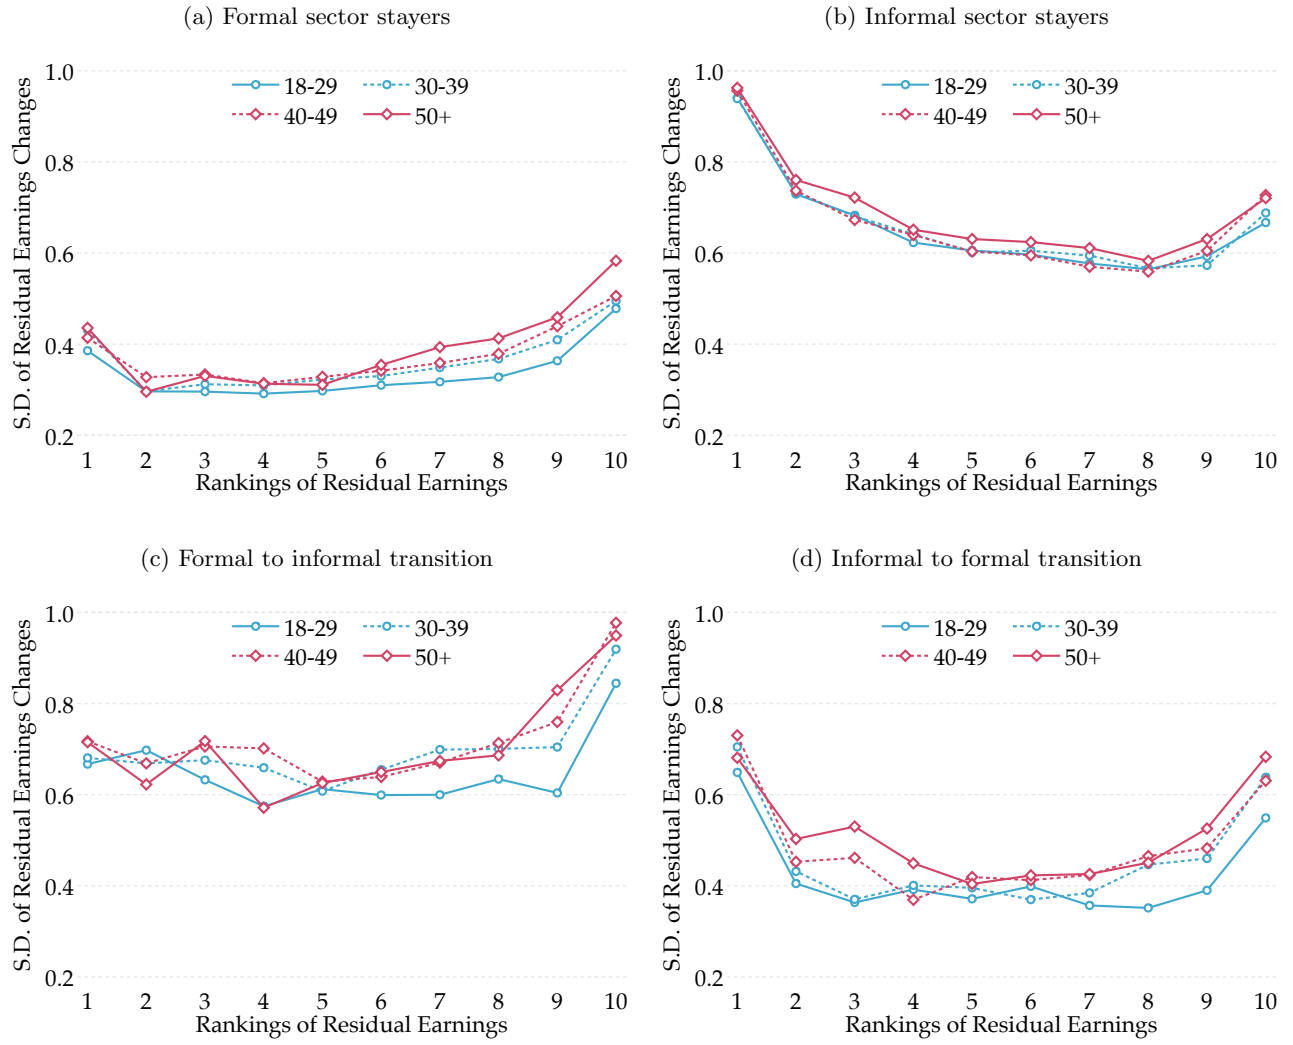 (a) Formal sector stayers
S.D. of Residual Earnings Changes
1.0
0.8
0.6
0.4
0.2
18-29 30-39
40-49 50+
1 2 3 4 5 6 7 8 9 10
Rankings of Residual Earnings
(b) Informal sector stayers
S.D. of Residual Earnings Changes
1.0
0.8
0.6
0.4
0.2
18-29 30-39
40-49 50+
1 2 3 4 5 6 7 8 9 10
Rankings of Residual Earnings
(c) Formal to informal transition
S.D. of Residual Earnings Changes
1.0
0.8
0.6
0.4
0.2
18-29 30-39
40-49 50+
1 2 3 4 5 6 7 8 9 10
Rankings of Residual Earnings
(d) Informal to formal transition
S.D. of Residual Earnings Changes
1.0
0.8
0.6
0.4
0.2
18-29 30-39
40-49 50+
1 2 3 4 5 6 7 8 9 10
Rankings of Residual Earnings